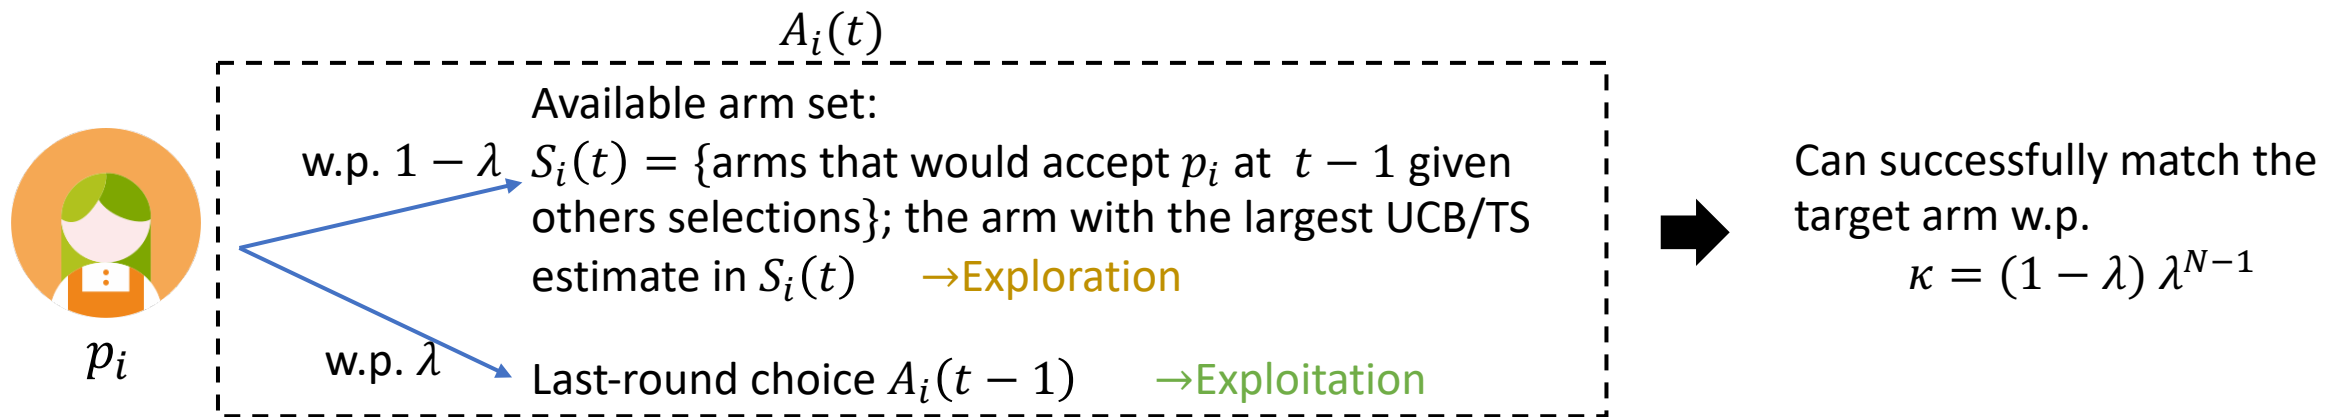 A_i(t)
Available arm set:
w.p. 1 − λ S_i(t) = {arms that would accept p_i at t − 1 given
others selections}; the arm with the largest UCB/TS
estimate in S_i(t) →Exploration
w.p. λ
Last-round choice A_i(t − 1) →Exploitation
p_i
Can successfully match the
target arm w.p.
κ = (1 − λ) λ^{N−1}